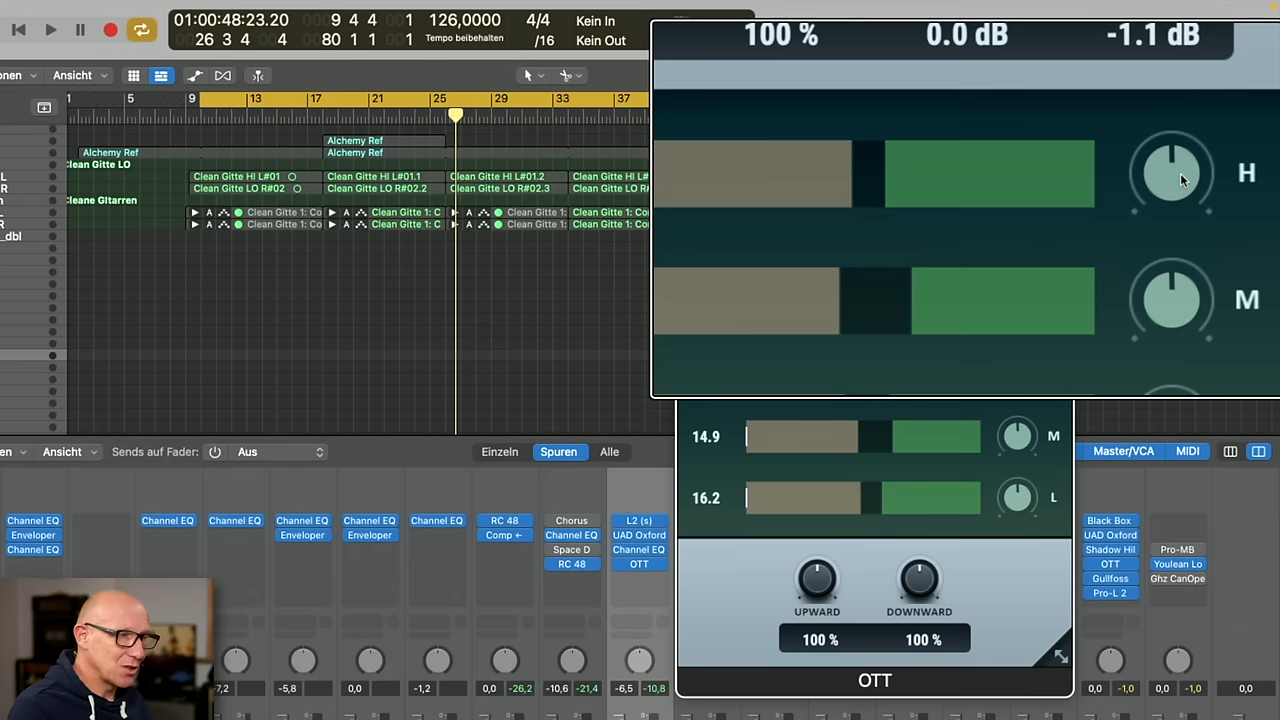 01:00:48:23.20
26 3 4 4
9 4 4 1
80 1 1 1
126,0000
Tempo beibehalten
4/4
/16
Kein In
Kein Out
100 %
0.0 dB
-1.1 dB
H
M
onen
Ansicht
1
5
9
13
17
21
25
29
33
37
Alchemy Ref
Alchemy Ref
Alchemy Ref
Clean Gitte LO
L
Clean Gitte HI L#01
Clean Gitte HI L#01.1
Clean Gitte HI L#01.2
Clean Gitte HI L#
R
Clean Gitte LO R#02
Clean Gitte LO R#02.2
Clean Gitte LO R#02.3
Clean Gitte LO R#0
Cleane GItarren
A
Clean Gitte 1: Co
A
Clean Gitte 1: C
A
Clean Gitte 1:
Clean Gitte 1: Co
R
A
Clean Gitte 1: Co
A
Clean Gitte 1: C
A
Clean Gitte 1:
Clean Gitte 1: Co
_dbl
14.9
M
16.2
L
UPWARD
DOWNWARD
100 %
100 %
OTT
en
Ansicht
Sends auf Fader:
Aus
Einzeln
Spuren
Alle
Master/VCA
MIDI
Channel EQ
Channel EQ
Channel EQ
Channel EQ
Channel EQ
Channel EQ
RC 48
Chorus
L2 (s)
Black Box
Enveloper
Enveloper
Enveloper
Comp ←
Channel EQ
UAD Oxford
UAD Oxford
Channel EQ
Space D
Channel EQ
Shadow Hil
Pro-MB
RC 48
OTT
OTT
Youlean Lo
Gullfoss
Ghz CanOpe
Pro-L 2
7,2
-5,8
0,0
-1,2
0,0
-26,2
-10,6
-21,4
-6,5
-10,8
0,0
-1,0
0,0
-1,0
0,0